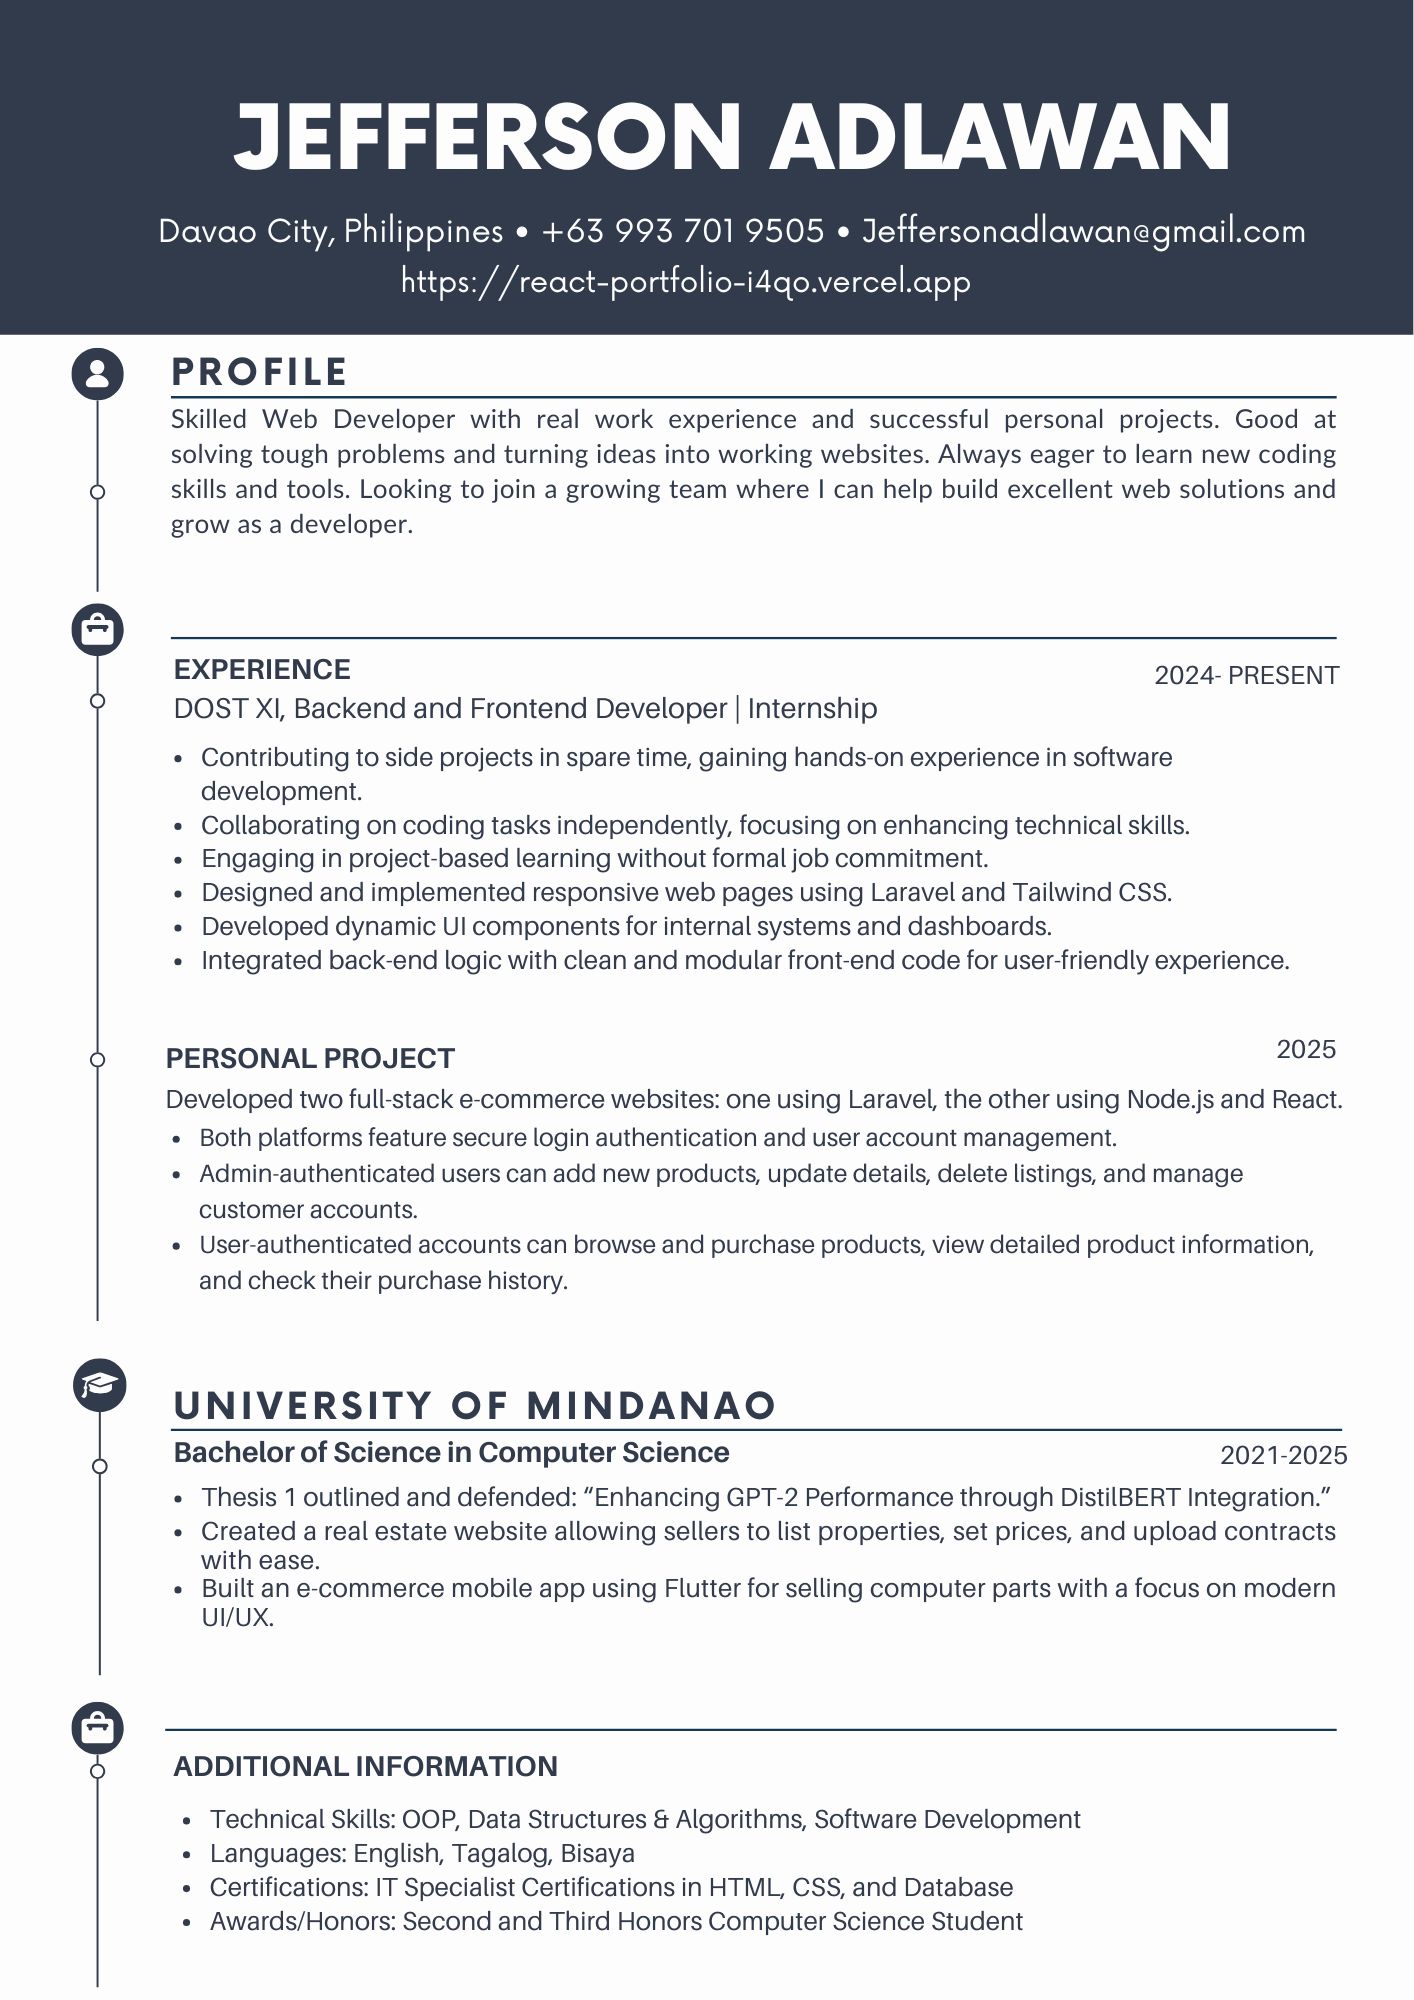 JEFFERSON ADLAWAN
Davao City, Philippines • +63 993 701 9505 • Jeffersonadlawan@gmail.com
https://react-portfolio-i4qo.vercel.app
PROFILE
Skilled Web Developer with real work experience and successful personal projects. Good at
solving tough problems and turning ideas into working websites. Always eager to learn new coding
skills and tools. Looking to join a growing team where I can help build excellent web solutions and
grow as a developer.
EXPERIENCE
2024- PRESENT
DOST XI, Backend and Frontend Developer | Internship
• Contributing to side projects in spare time, gaining hands-on experience in software
development.
• Collaborating on coding tasks independently, focusing on enhancing technical skills.
• Engaging in project-based learning without formal job commitment.
• Designed and implemented responsive web pages using Laravel and Tailwind CSS.
• Developed dynamic UI components for internal systems and dashboards.
• Integrated back-end logic with clean and modular front-end code for user-friendly experience.
PERSONAL PROJECT
2025
Developed two full-stack e-commerce websites: one using Laravel, the other using Node.js and React.
• Both platforms feature secure login authentication and user account management.
• Admin-authenticated users can add new products, update details, delete listings, and manage
customer accounts.
• User-authenticated accounts can browse and purchase products, view detailed product information,
and check their purchase history.
UNIVERSITY OF MINDANAO
Bachelor of Science in Computer Science
2021-2025
• Thesis 1 outlined and defended: “Enhancing GPT-2 Performance through DistilBERT Integration.”
• Created a real estate website allowing sellers to list properties, set prices, and upload contracts
with ease.
• Built an e-commerce mobile app using Flutter for selling computer parts with a focus on modern
UI/UX.
ADDITIONAL INFORMATION
• Technical Skills: OOP, Data Structures & Algorithms, Software Development
• Languages: English, Tagalog, Bisaya
• Certifications: IT Specialist Certifications in HTML, CSS, and Database
• Awards/Honors: Second and Third Honors Computer Science Student